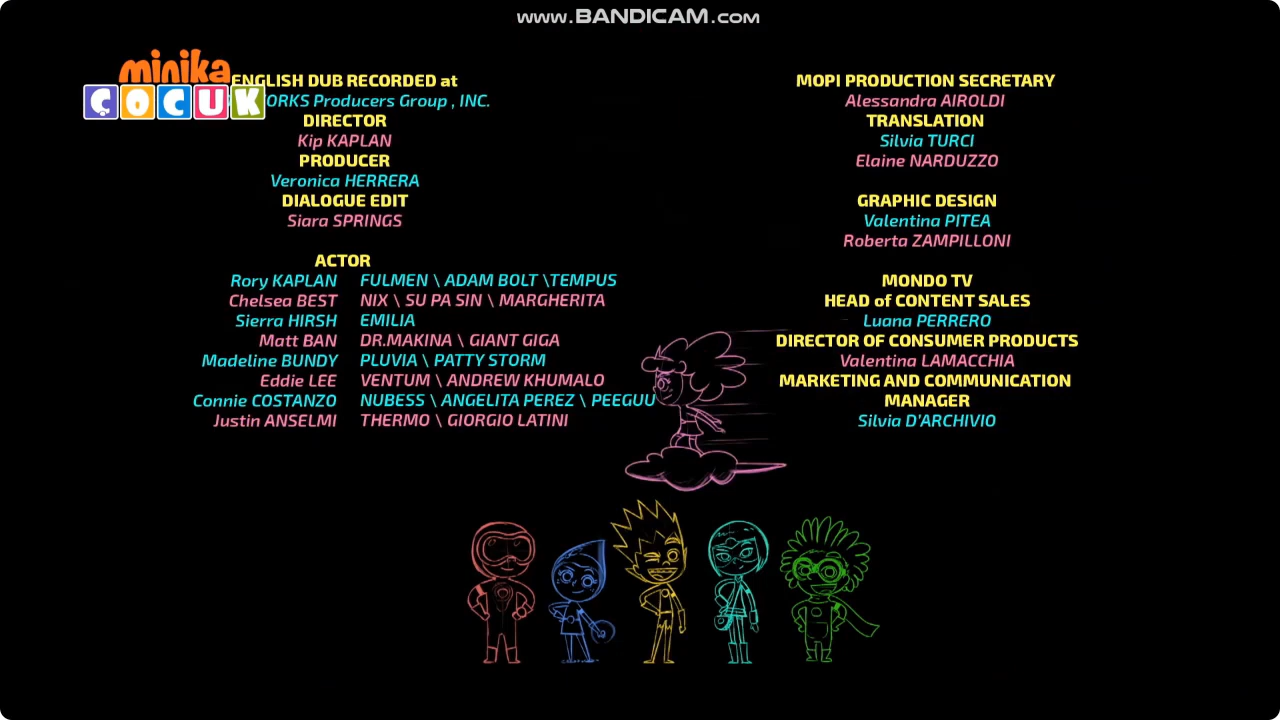 www.BANDICAM.com
minika
ÇOCUK
ENGLISH DUB RECORDED at
ORKS Producers Group , INC.
DIRECTOR
Kip KAPLAN
PRODUCER
Veronica HERRERA
DIALOGUE EDIT
Siara SPRINGS
ACTOR
Rory KAPLAN FULMEN \ ADAM BOLT \TEMPUS
Chelsea BEST NIX \ SU PA SIN \ MARGHERITA
Sierra HIRSH EMILIA
Matt BAN DR.MAKINA \ GIANT GIGA
Madeline BUNDY PLUVIA \ PATTY STORM
Eddie LEE VENTUM \ ANDREW KHUMALO
Connie COSTANZO NUBESS \ ANGELITA PEREZ \ PEEGUU
Justin ANSELMI THERMO \ GIORGIO LATINI
MOPI PRODUCTION SECRETARY
Alessandra AIROLDI
TRANSLATION
Silvia TURCI
Elaine NARDUZZO
GRAPHIC DESIGN
Valentina PITEA
Roberta ZAMPILLONI
MONDO TV
HEAD of CONTENT SALES
Luana PERRERO
DIRECTOR OF CONSUMER PRODUCTS
Valentina LAMACCHIA
MARKETING AND COMMUNICATION
MANAGER
Silvia D'ARCHIVIO